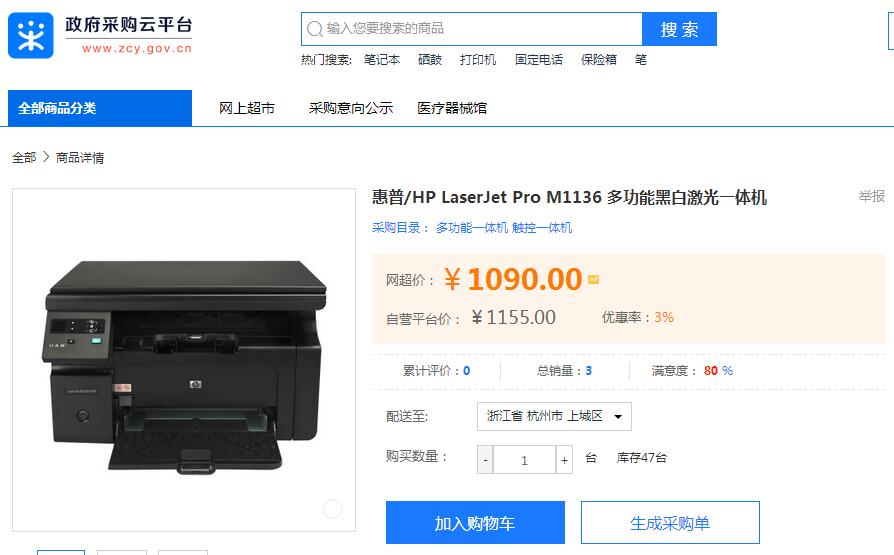 政府采购云平台
www.zcy.gov.cn
输入您要搜索的商品
搜 索
热门搜索: 笔记本 硒鼓 打印机 固定电话 保险箱 笔
全部商品分类 网上超市 采购意向公示 医疗器械馆
全部 > 商品详情
惠普/HP LaserJet Pro M1136 多功能黑白激光一体机
举报
采购目录： 多功能一体机 触控一体机
网超价： ￥1090.00
自营平台价： ￥1155.00 优惠率：3%
累计评价：0 总销量：3 满意度： 80 %
配送至: 浙江省 杭州市 上城区
购买数量： - 1 + 台 库存47台
加入购物车 生成采购单
hp